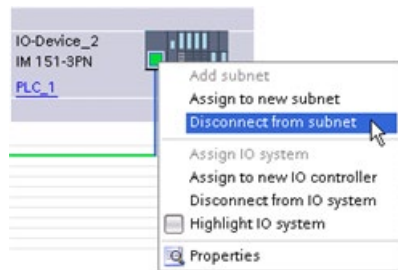 IO-Device_2
IM 151-3PN
PLC_1
Add subnet
Assign to new subnet
Disconnect from subnet
Assign IO system
Assign to new IO controller
Disconnect from IO system
Highlight IO system
Properties